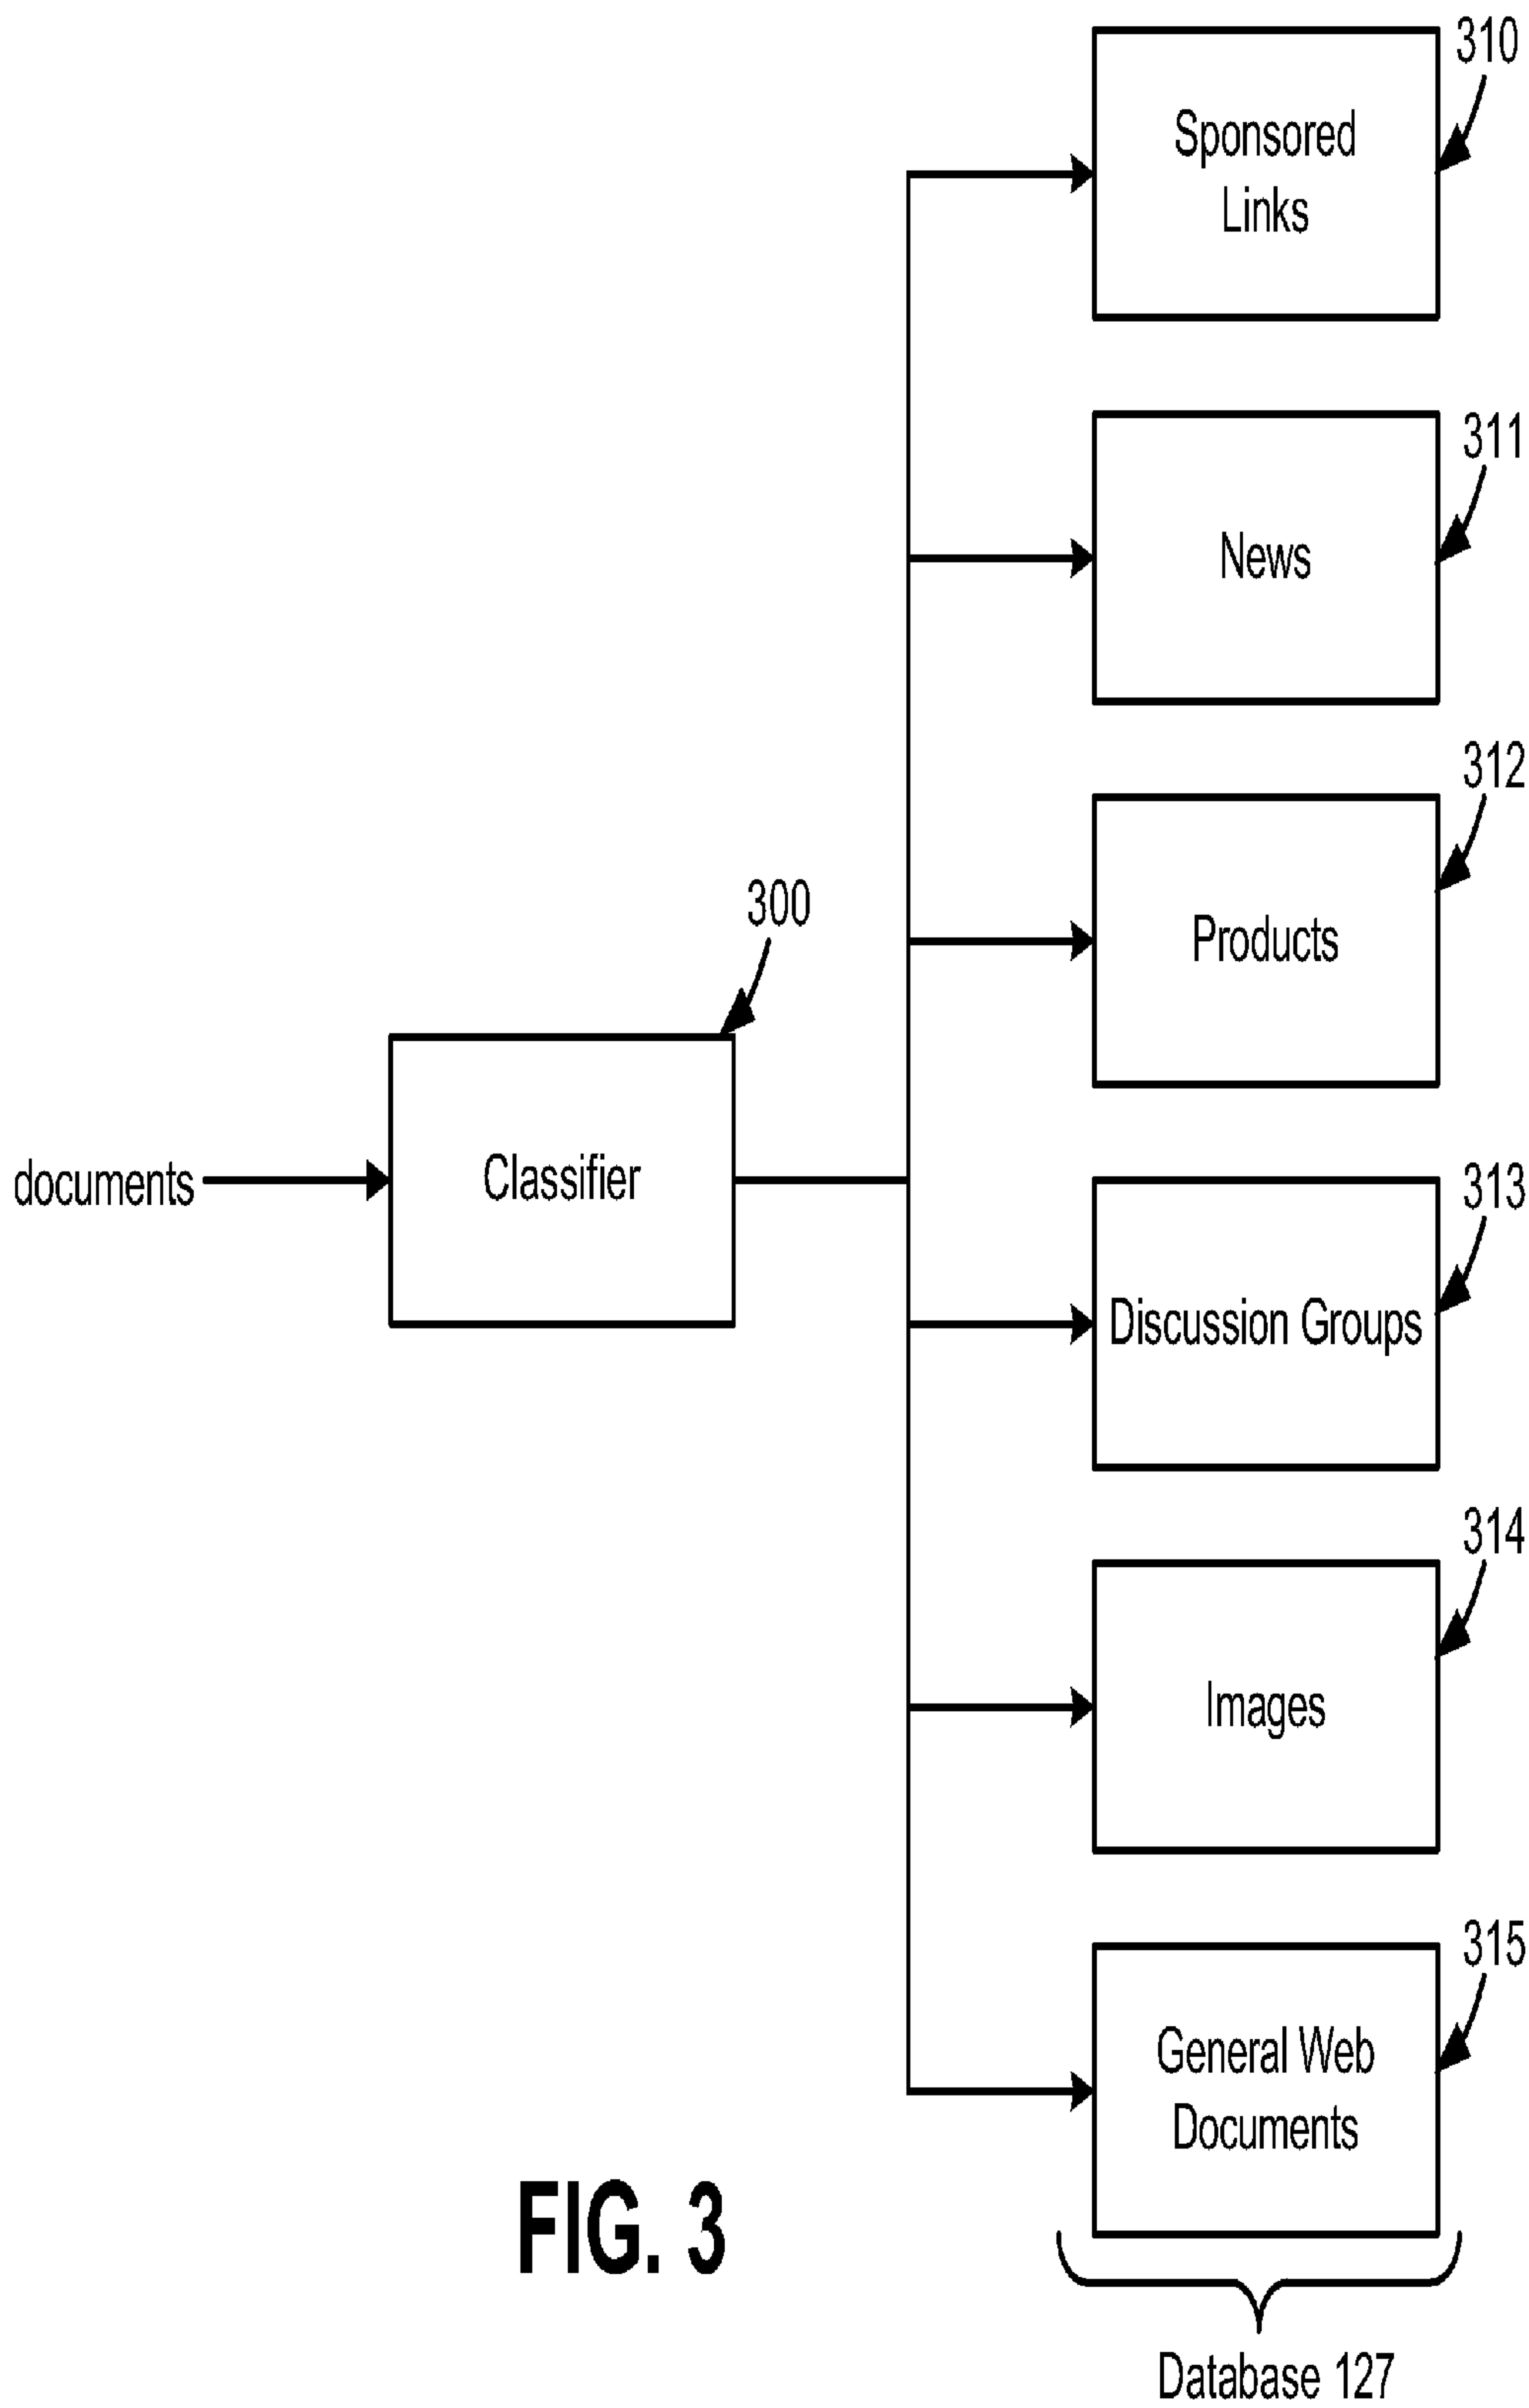 310
Sponsored
Links
311
News
312
Products
300
documents
Classifier
313
Discussion Groups
314
Images
315
General Web
Documents
FIG. 3
Database 127